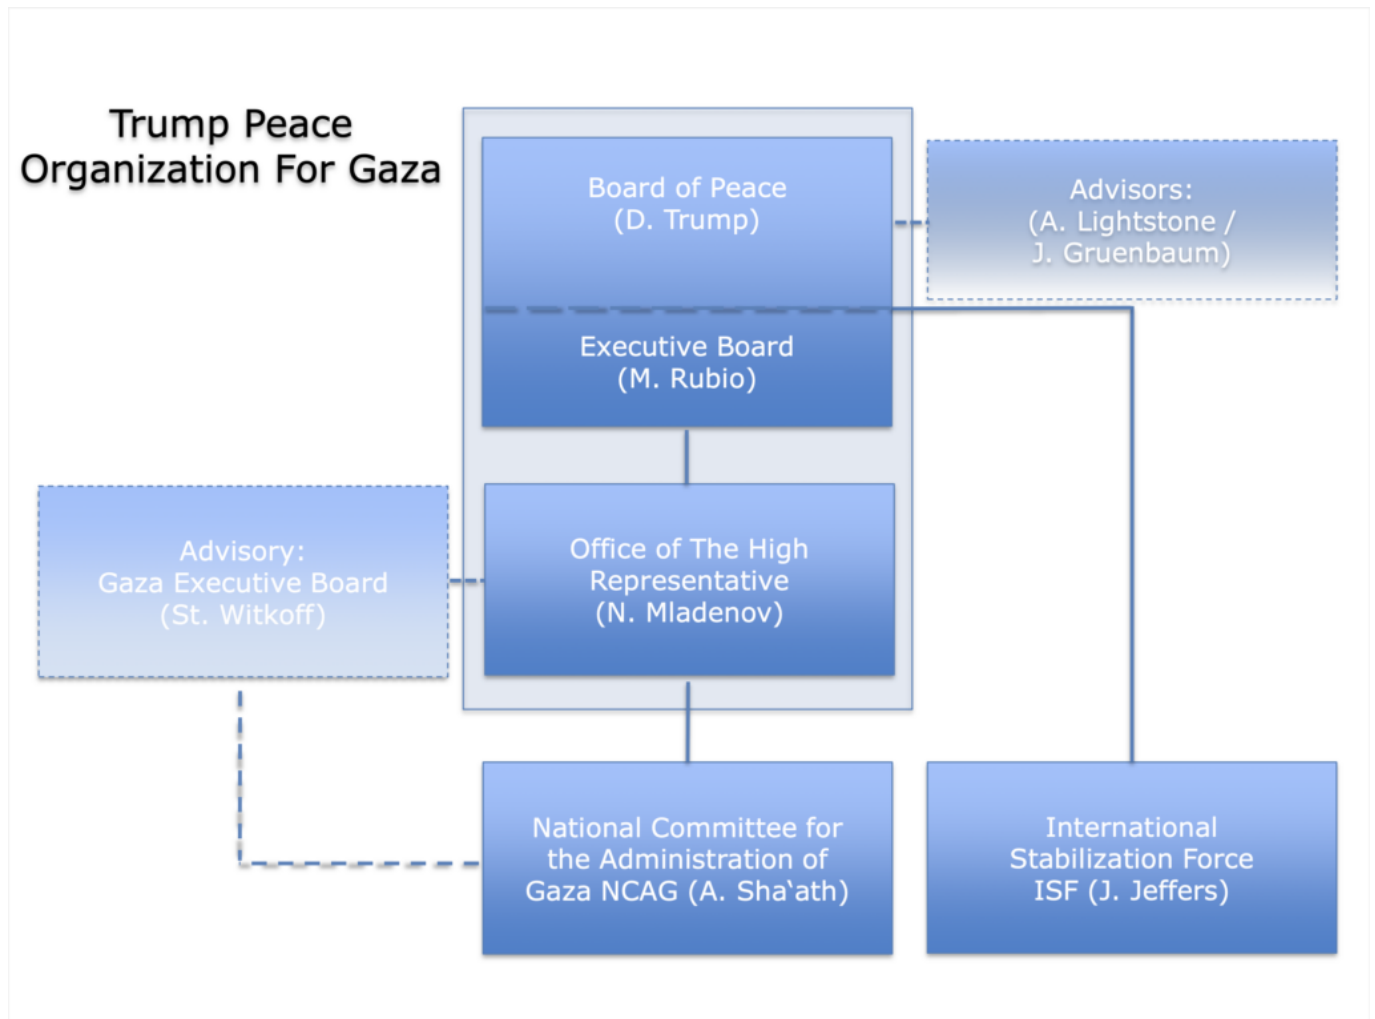 Trump Peace
Organization For Gaza
Board of Peace
(D. Trump)
Advisors:
(A. Lightstone /
J. Gruenbaum)
Executive Board
(M. Rubio)
Advisory:
Gaza Executive Board
(St. Witkoff)
Office of The High
Representative
(N. Mladenov)
National Committee for
the Administration of
Gaza NCAG (A. Sha‘ath)
International
Stabilization Force
ISF (J. Jeffers)